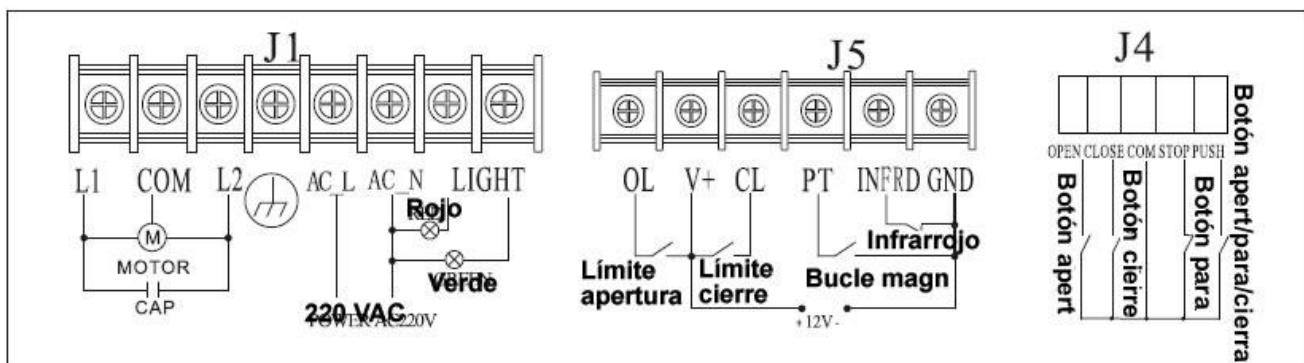 J1
J5
J4
L1 COM L2 AC_L AC_N LIGHT
Rojo
Verde
M
MOTOR
CAP
220 VAC
POWER AC220V
OL V+ CL PT INFRD GND
Límite
apertura
Límite
cierre
Infrarrojo
Bucle magn
+12V-
OPEN CLOSE COM STOP PUSH
Botón apert
Botón cierre
Botón para
Botón apert/para/cierra